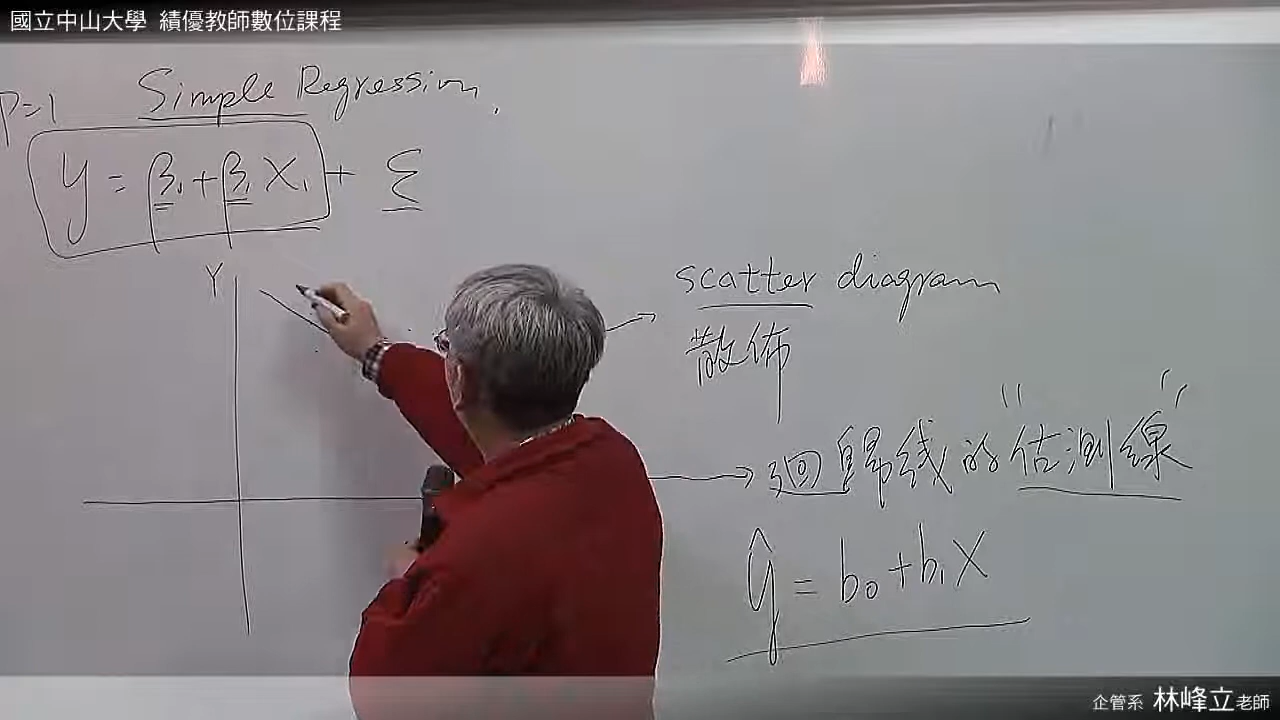 國立中山大學 績優教師數位課程
P=1 Simple Regression,
y = β₀+β₁X₁ + ε
Y
scatter diagram
散佈
迴歸线的"估測線"
ŷ = b₀+b₁X
企管系 林峰立老師